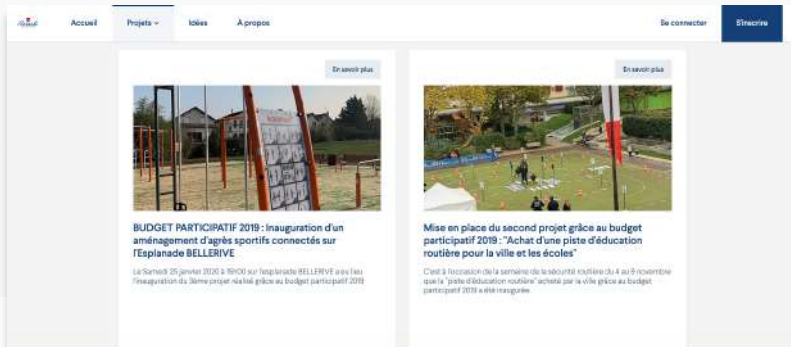 Accueil
Projets
Idées
A propos
Se connecter
S'inscrire
En savoir plus
BUDGET PARTICIPATIF 2019 : Inauguration d'un
aménagement d'agrès sportifs connectés sur
l'Esplanade BELLERIVE
Le Samedi 25 janvier 2020 à 15h00 sur l'esplanade BELLERIVE a eu lieu
l'inauguration du 3ème projet réalisé grâce au budget participatif 2019
En savoir plus
Mise en place du second projet grâce au budget
participatif 2019 : "Achat d'une piste d'éducation
routière pour la ville et les écoles"
C'est à l'occasion de la semaine de la sécurité routière du 4 au 9 novembre
que la "piste d'éducation routière" acheté par la ville grâce au budget
participatif 2019 a été inaugurée.